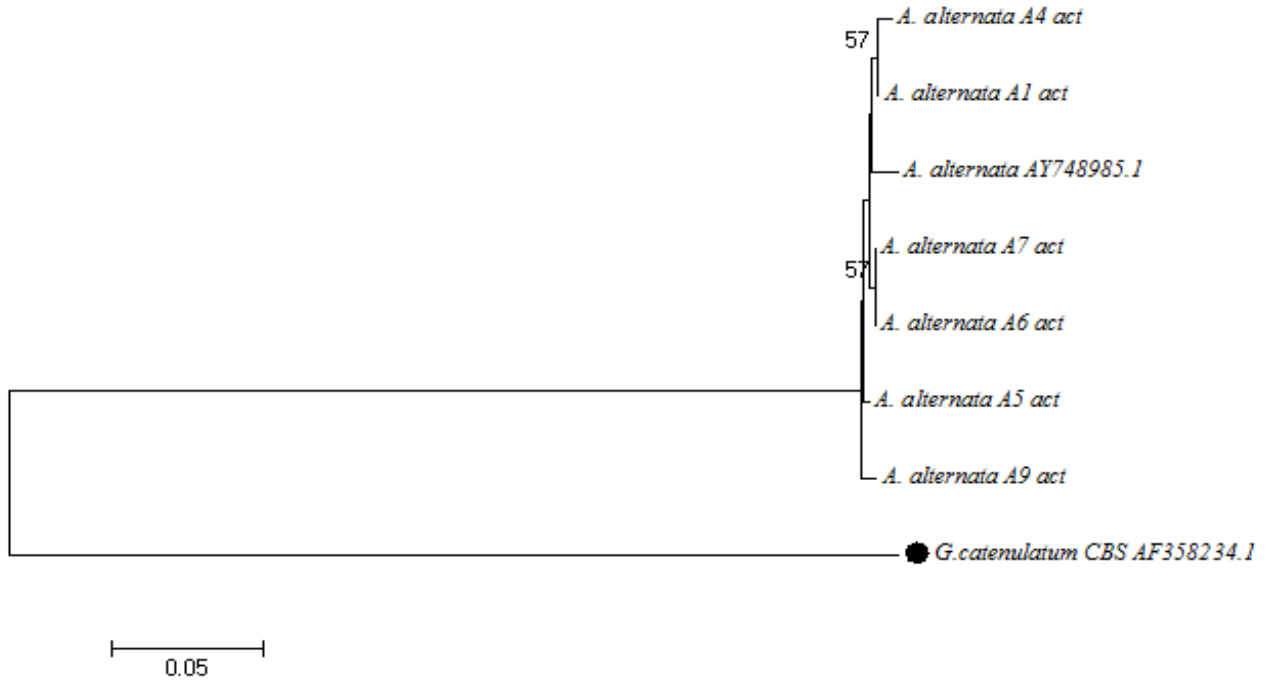 A. alternata A4 act
57
A. alternata A1 act
A. alternata AY748985.1
A. alternata A7 act
57
A. alternata A6 act
A. alternata A5 act
A. alternata A9 act
G.catenulatum CBS AF358234.1
0.05